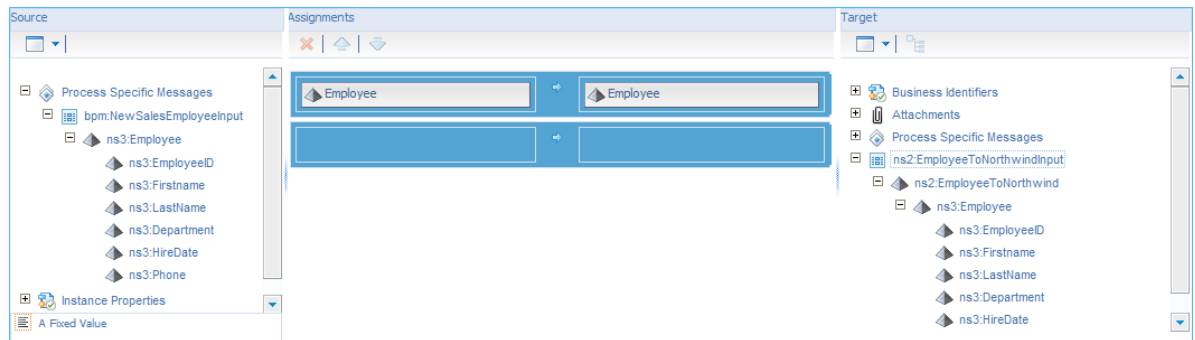 Source
Process Specific Messages
bpm:NewSalesEmployeeInput
ns3:Employee
ns3:EmployeeID
ns3:Firstname
ns3:LastName
ns3:Department
ns3:HireDate
ns3:Phone
Instance Properties
A Fixed Value
Assignments
Employee
Employee
Target
Business Identifiers
Attachments
Process Specific Messages
ns2:EmployeeToNorthwindInput
ns2:EmployeeToNorthwind
ns3:Employee
ns3:EmployeeID
ns3:Firstname
ns3:LastName
ns3:Department
ns3:HireDate